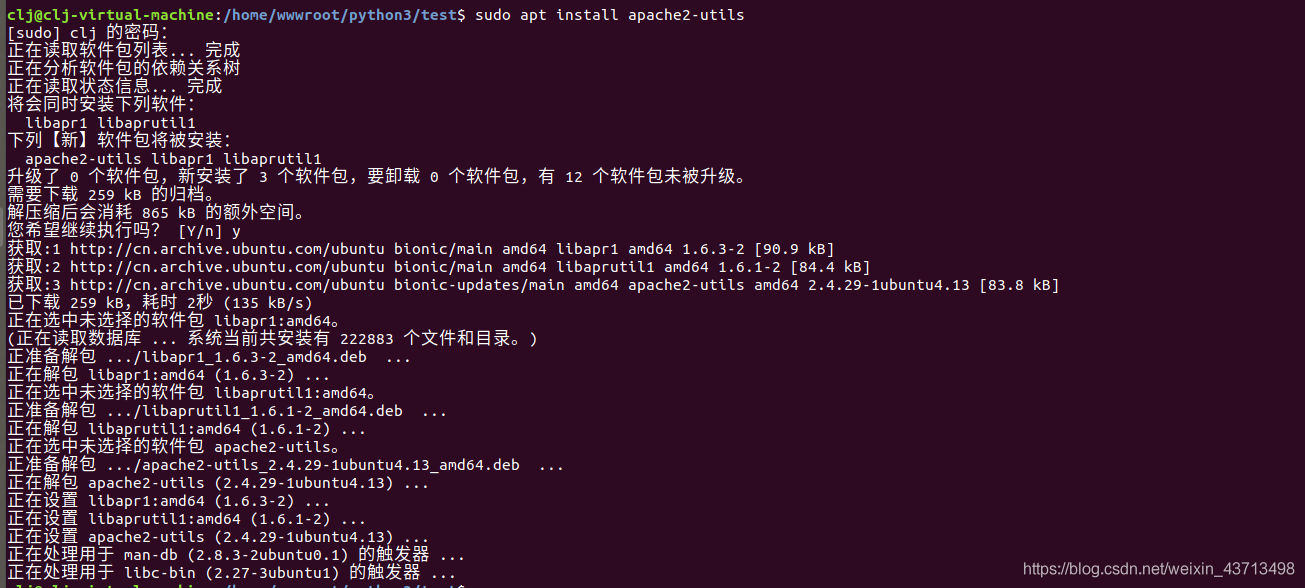 clj@clj-virtual-machine:/home/wwwroot/python3/test$ sudo apt install apache2-utils
[sudo] clj 的密码：
正在读取软件包列表... 完成
正在分析软件包的依赖关系树
正在读取状态信息... 完成
将会同时安装下列软件：
  libapr1 libaprutil1
下列【新】软件包将被安装：
  apache2-utils libapr1 libaprutil1
升级了 0 个软件包，新安装了 3 个软件包，要卸载 0 个软件包，有 12 个软件包未被升级。
需要下载 259 kB 的归档。
解压缩后会消耗 865 kB 的额外空间。
您希望继续执行吗？ [Y/n] y
获取:1 http://cn.archive.ubuntu.com/ubuntu bionic/main amd64 libapr1 amd64 1.6.3-2 [90.9 kB]
获取:2 http://cn.archive.ubuntu.com/ubuntu bionic/main amd64 libaprutil1 amd64 1.6.1-2 [84.4 kB]
获取:3 http://cn.archive.ubuntu.com/ubuntu bionic-updates/main amd64 apache2-utils amd64 2.4.29-1ubuntu4.13 [83.8 kB]
已下载 259 kB，耗时 2秒 (135 kB/s)
正在选中未选择的软件包 libapr1:amd64。
(正在读取数据库 ... 系统当前共安装有 222883 个文件和目录。)
正准备解包 .../libapr1_1.6.3-2_amd64.deb  ...
正在解包 libapr1:amd64 (1.6.3-2) ...
正在选中未选择的软件包 libaprutil1:amd64。
正准备解包 .../libaprutil1_1.6.1-2_amd64.deb  ...
正在解包 libaprutil1:amd64 (1.6.1-2) ...
正在选中未选择的软件包 apache2-utils。
正准备解包 .../apache2-utils_2.4.29-1ubuntu4.13_amd64.deb  ...
正在解包 apache2-utils (2.4.29-1ubuntu4.13) ...
正在设置 libapr1:amd64 (1.6.3-2) ...
正在设置 libaprutil1:amd64 (1.6.1-2) ...
正在设置 apache2-utils (2.4.29-1ubuntu4.13) ...
正在处理用于 man-db (2.8.3-2ubuntu0.1) 的触发器 ...
正在处理用于 libc-bin (2.27-3ubuntu1) 的触发器 ...
https://blog.csdn.net/weixin_43713498